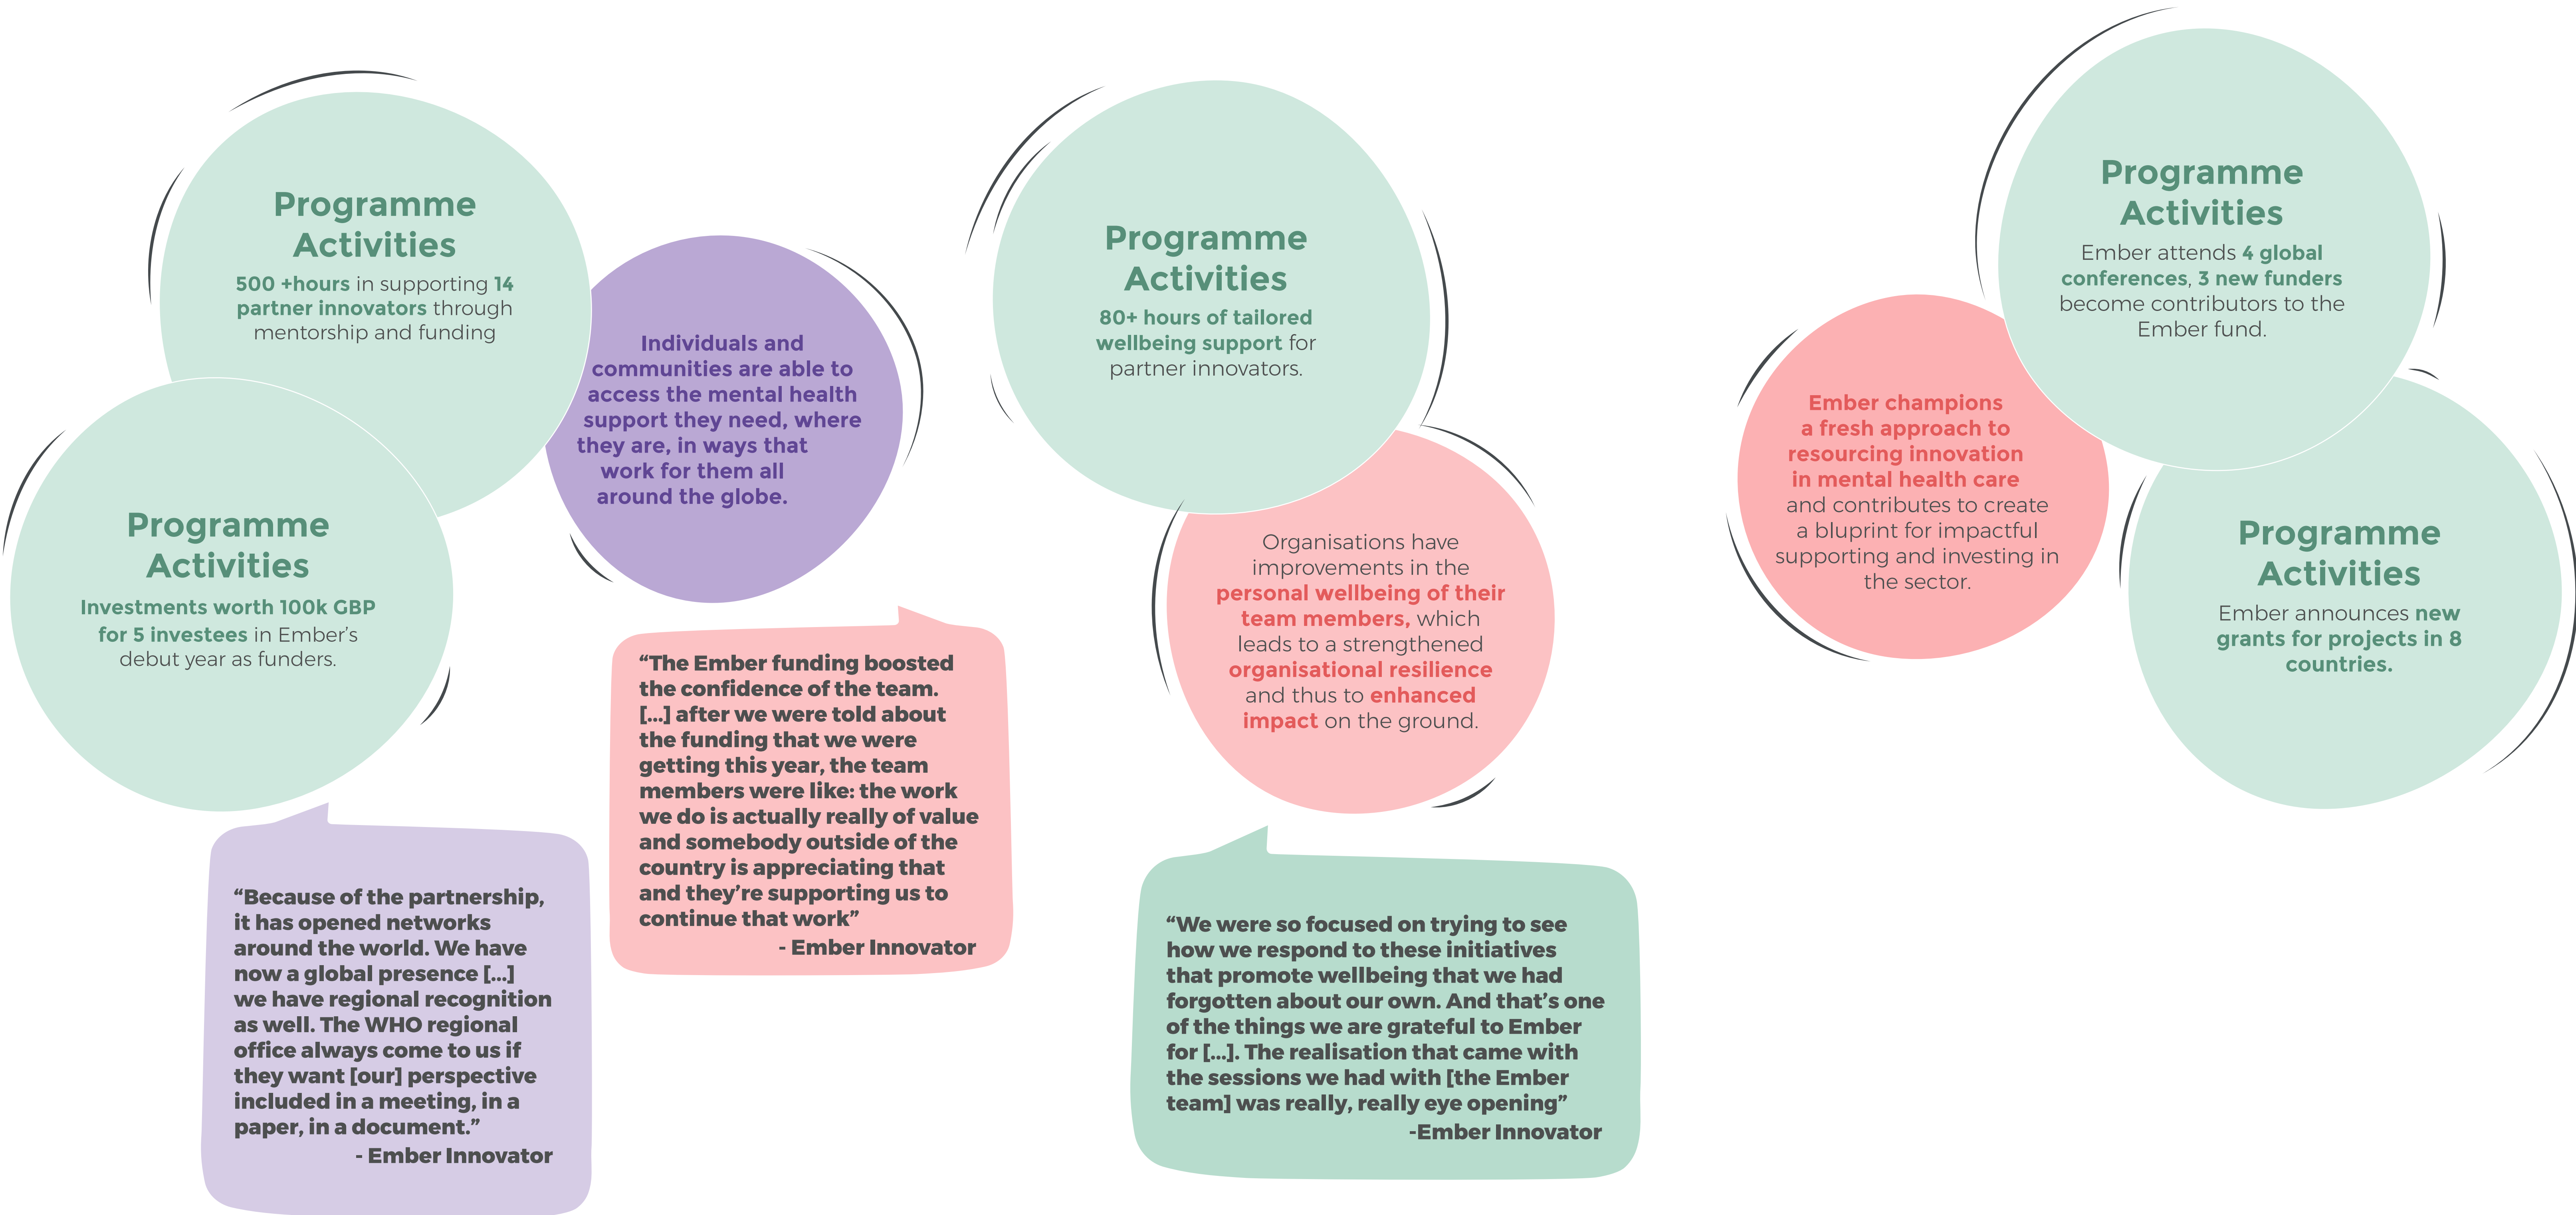 Programme
Activities
500 +hours in supporting 14
partner innovators through
mentorship and funding
Programme
Activities
Investments worth 100k GBP
for 5 investees in Ember’s
debut year as funders.
Individuals and
communities are able to
access the mental health
support they need, where
they are, in ways that
work for them all
around the globe.
“Because of the partnership,
it has opened networks
around the world. We have
now a global presence [...]
we have regional recognition
as well. The WHO regional
office always come to us if
they want [our] perspective
included in a meeting, in a
paper, in a document.”
- Ember Innovator
“The Ember funding boosted
the confidence of the team.
[...] after we were told about
the funding that we were
getting this year, the team
members were like: the work
we do is actually really of value
and somebody outside of the
country is appreciating that
and they’re supporting us to
continue that work”
- Ember Innovator
Programme
Activities
80+ hours of tailored
wellbeing support for
partner innovators.
Organisations have
improvements in the
personal wellbeing of their
team members, which
leads to a strengthened
organisational resilience
and thus to enhanced
impact on the ground.
“We were so focused on trying to see
how we respond to these initiatives
that promote wellbeing that we had
forgotten about our own. And that’s one
of the things we are grateful to Ember
for [...]. The realisation that came with
the sessions we had with [the Ember
team] was really, really eye opening”
-Ember Innovator
Programme
Activities
Ember attends 4 global
conferences, 3 new funders
become contributors to the
Ember fund.
Ember champions
a fresh approach to
resourcing innovation
in mental health care
and contributes to create
a bluprint for impactful
supporting and investing in
the sector.
Programme
Activities
Ember announces new
grants for projects in 8
countries.